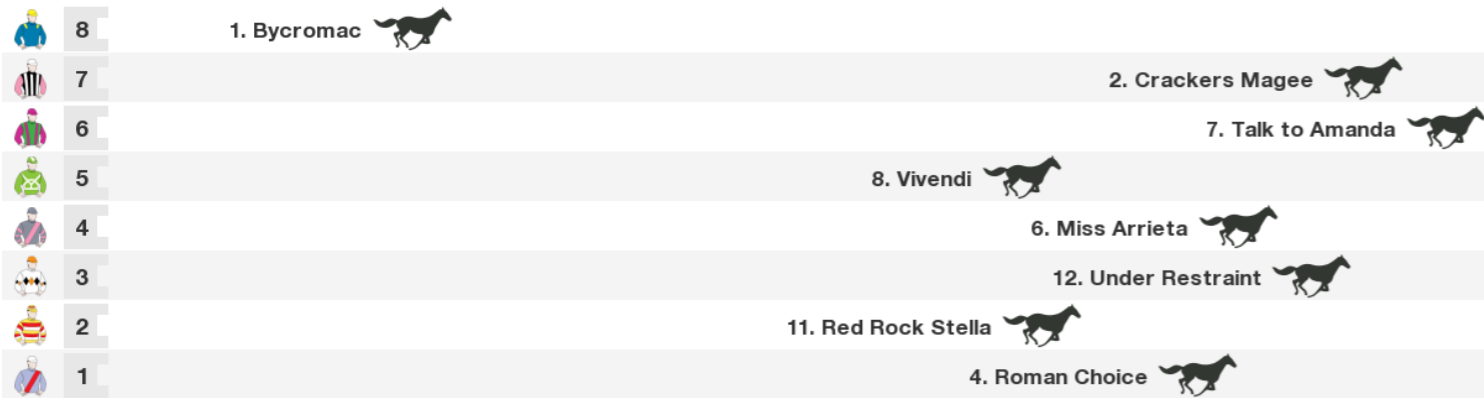 8 1. Bycromac
7 2. Crackers Magee
6 7. Talk to Amanda
5 8. Vivendi
4 6. Miss Arrieta
3 12. Under Restraint
2 11. Red Rock Stella
1 4. Roman Choice